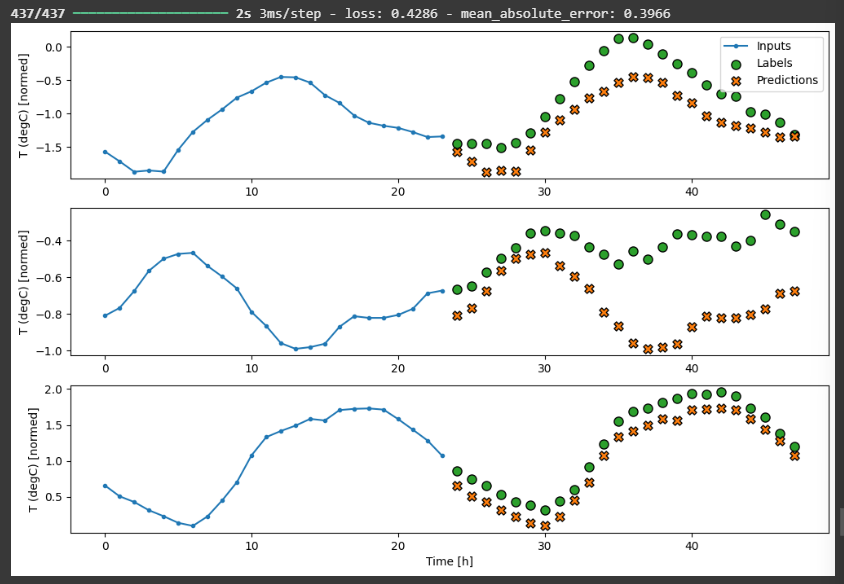 437/437 ━━━━━━━━━━━━━━━━━━━━ 2s 3ms/step - loss: 0.4286 - mean_absolute_error: 0.3966
T (degC) [normed]
0.0
−0.5
−1.0
−1.5
Inputs
Labels
Predictions
0 10 20 30 40
T (degC) [normed]
−0.4
−0.6
−0.8
−1.0
0 10 20 30 40
T (degC) [normed]
2.0
1.5
1.0
0.5
0 10 20 30 40
Time [h]